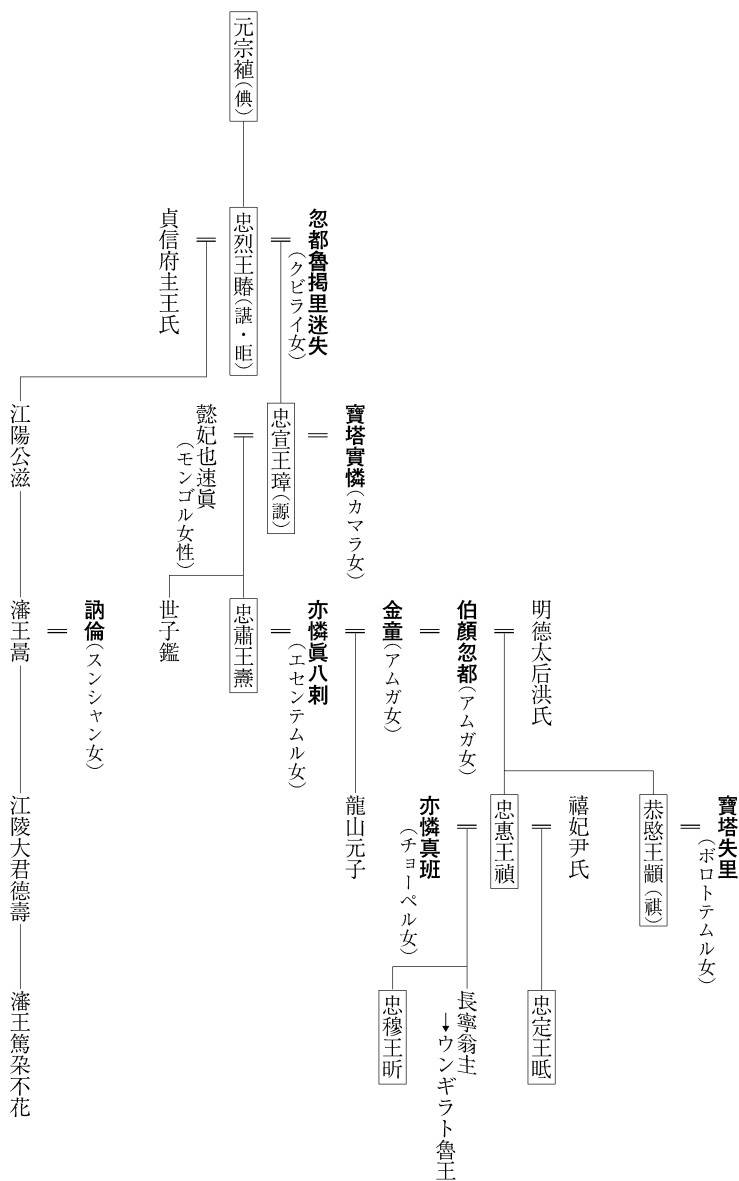 元宗禃(倎)
忽都魯揭里迷失
(クビライ女)
忠烈王賰(諶・昛)
貞信府主王氏
寶塔實憐(カマラ女)
忠宣王璋(謜)
懿妃也速眞
(モンゴル女性)
江陽公滋
明德太后洪氏
伯顏忽都(アムガ女)
金童(アムガ女)
亦憐眞八剌
(エセンテムル女)
忠肅王燾
世子鑑
訥倫(スンシャン女)
瀋王暠
寶塔失里
(ボロトテムル女)
恭愍王顓(祺)
禧妃尹氏
忠惠王禎
亦憐真班
(チョーペル女)
龍山元子
江陵大君德壽
忠定王㫝
長寧翁主
→ウンギラト魯王
忠穆王昕
瀋王篤朶不花